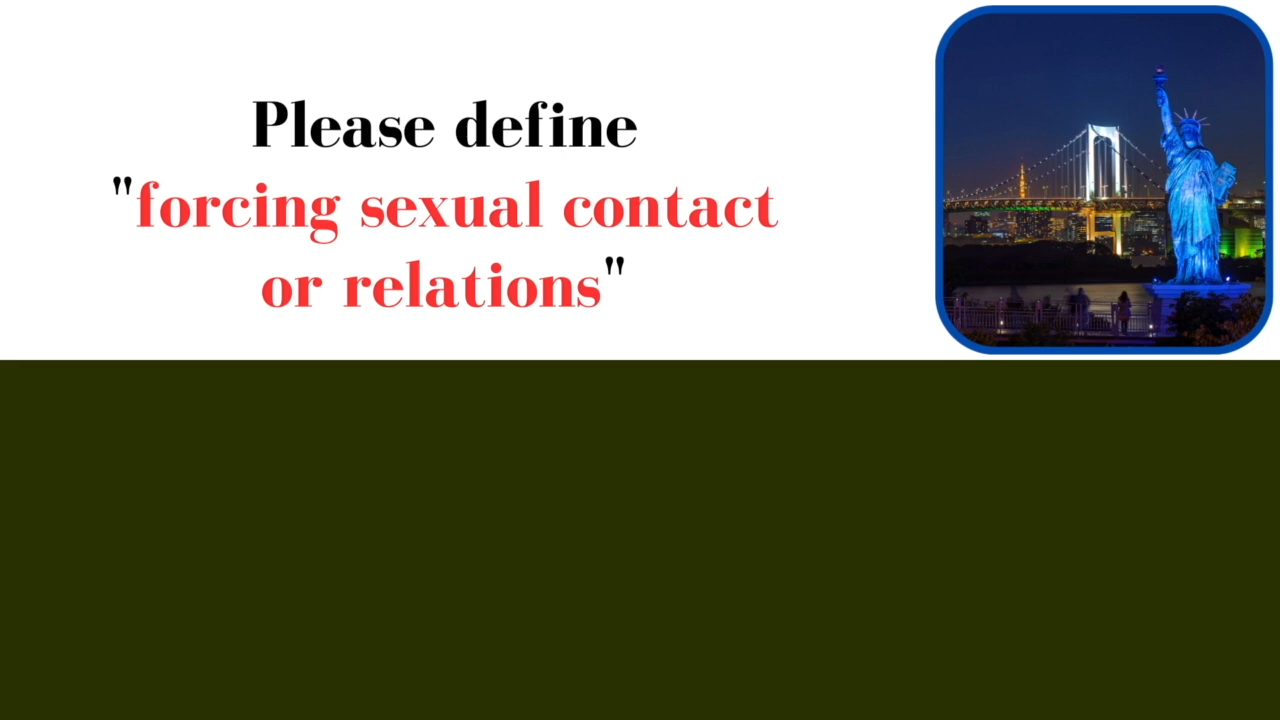 Please define
"forcing sexual contact
or relations"